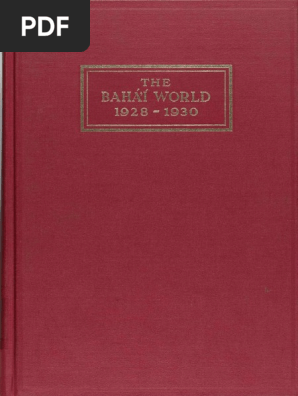 PDF
THE
BAHÁ'Í WORLD
1928-1930